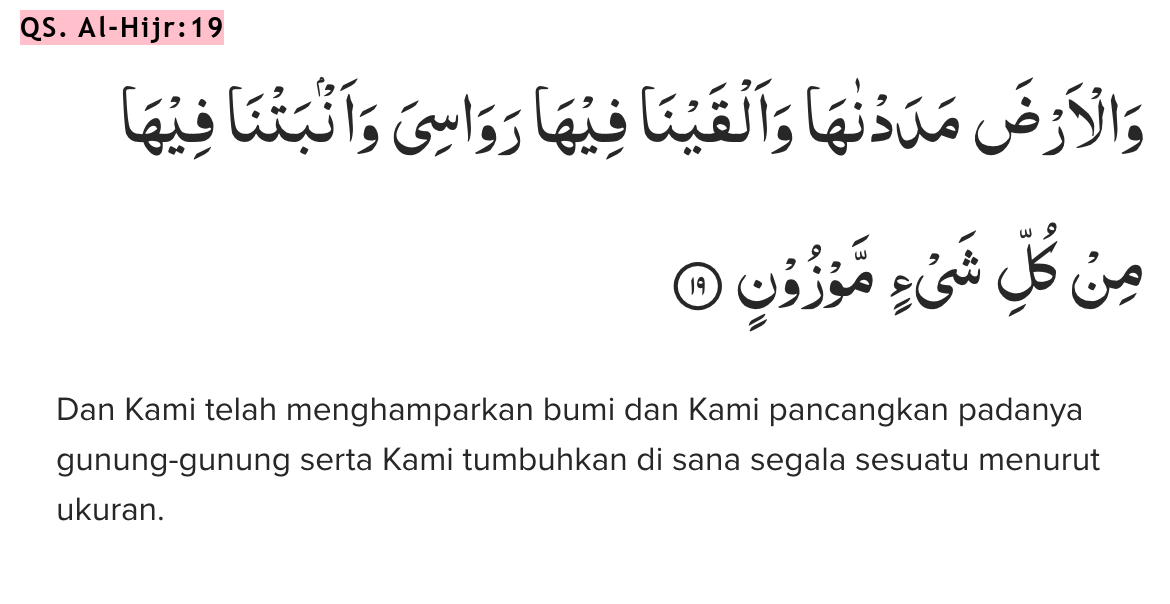 QS. Al-Hijr:19
وَالْاَرْضَ مَدَدْنٰهَا وَاَلْقَيْنَا فِيْهَا رَوَاسِيَ وَاَنْۢبَتْنَا فِيْهَا
مِنْ كُلِّ شَيْءٍ مَّوْزُوْنٍ ۝١٩
Dan Kami telah menghamparkan bumi dan Kami pancangkan padanya
gunung-gunung serta Kami tumbuhkan di sana segala sesuatu menurut
ukuran.